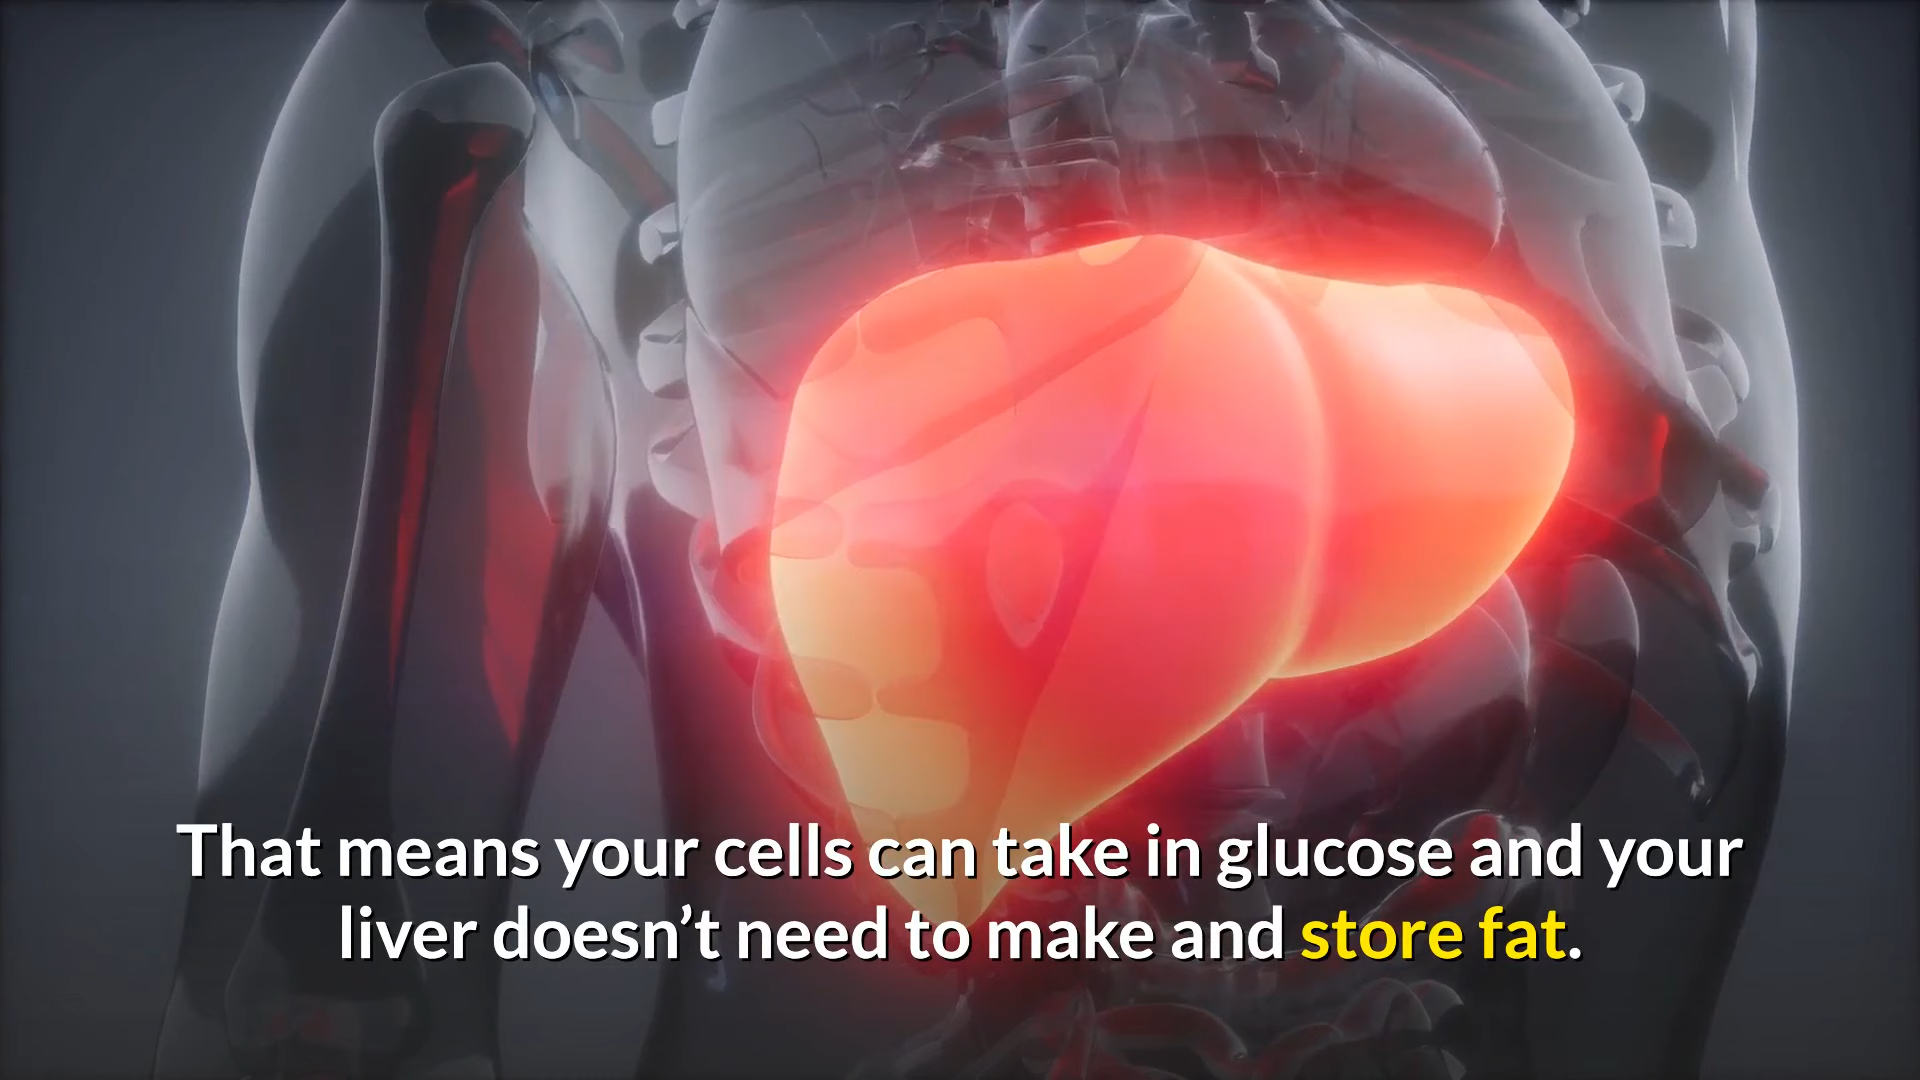 That means your cells can take in glucose and your
liver doesn’t need to make and store fat.